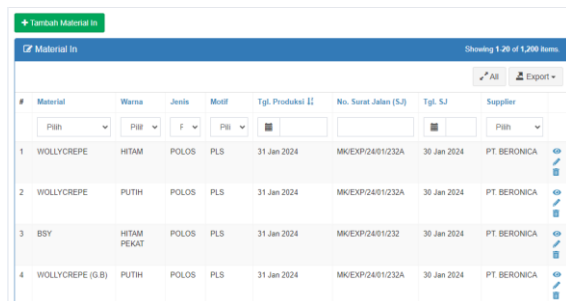 Tambah Material In
Material In
Showing 1-20 of 1,200 items.
All Export
# Material Warna Jenis Motif Tgl. Produksi No. Surat Jalan (SJ) Tgl. SJ Supplier
Pilih Pilih F Pili Pilih
1 WOLLYCREPE HITAM POLOS PLS 31 Jan 2024 MK/EXP/24/01/232A 30 Jan 2024 PT. BERONICA
2 WOLLYCREPE PUTIH POLOS PLS 31 Jan 2024 MK/EXP/24/01/232A 30 Jan 2024 PT. BERONICA
3 BSY HITAM PEKAT POLOS PLS 31 Jan 2024 MK/EXP/24/01/232 30 Jan 2024 PT. BERONICA
4 WOLLYCREPE (G.B) PUTIH POLOS PLS 31 Jan 2024 MK/EXP/24/01/232A 30 Jan 2024 PT. BERONICA